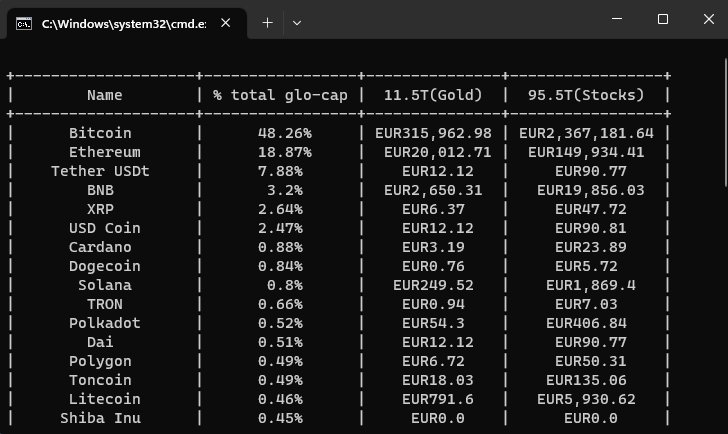 C:\Windows\system32\cmd.e:
Name | % total glo-cap | 11.5T(Gold) | 95.5T(Stocks)
Bitcoin | 48.26% | EUR315,962.98 | EUR2,367,181.64
Ethereum | 18.87% | EUR20,012.71 | EUR149,934.41
Tether USDt | 7.88% | EUR12.12 | EUR90.77
BNB | 3.2% | EUR2,650.31 | EUR19,856.03
XRP | 2.64% | EUR6.37 | EUR47.72
USD Coin | 2.47% | EUR12.12 | EUR90.81
Cardano | 0.88% | EUR3.19 | EUR23.89
Dogecoin | 0.84% | EUR0.76 | EUR5.72
Solana | 0.8% | EUR249.52 | EUR1,869.4
TRON | 0.66% | EUR0.94 | EUR7.03
Polkadot | 0.52% | EUR54.3 | EUR406.84
Dai | 0.51% | EUR12.12 | EUR90.77
Polygon | 0.49% | EUR6.72 | EUR50.31
Toncoin | 0.49% | EUR18.03 | EUR135.06
Litecoin | 0.46% | EUR791.6 | EUR5,930.62
Shiba Inu | 0.45% | EUR0.0 | EUR0.0